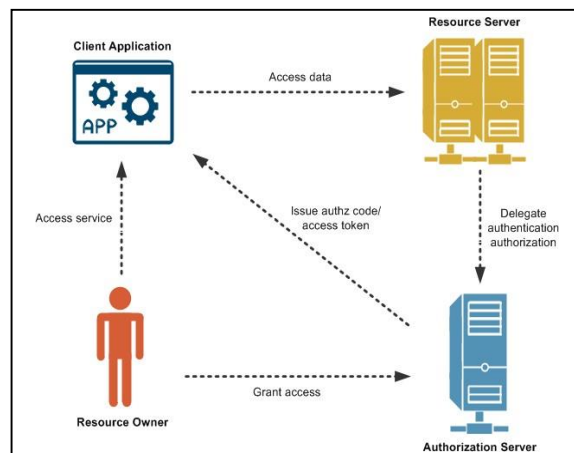 Resource Server
Client Application
Access data
APP
Issue authz code/
access token
Delegate
authentication
authorization
Access service
Grant access
Resource Owner
Authorization Server